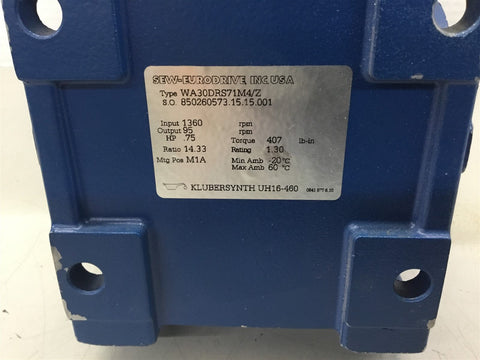 SEW-EURODRIVE, INC. USA
Type WA30DRS71M4/Z
S.O. 850260573.15.15.001
Input 1360 rpm
Output 95 rpm
HP .75 Torque 407 lb-in
Ratio 14.33 Rating 1.30
Mtg Pos M1A Min Amb -20 °C
Max Amb 60 °C
KLUBERSYNTH UH16-460